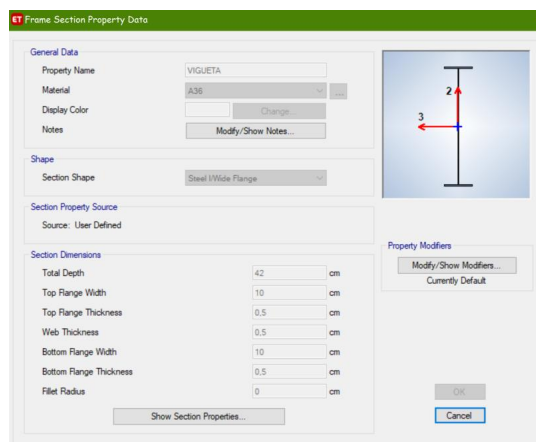 ET Frame Section Property Data
General Data
Property Name VIGUETA
Material A36 ...
Display Color Change...
Notes Modify/Show Notes...
2
3
Shape
Section Shape Steel I/Wide Flange
Section Property Source
Source: User Defined
Property Modifiers
Modify/Show Modifiers...
Currently Default
Section Dimensions
Total Depth 42 cm
Top Flange Width 10 cm
Top Flange Thickness 0,5 cm
Web Thickness 0,5 cm
Bottom Flange Width 10 cm
Bottom Flange Thickness 0,5 cm
Fillet Radius 0 cm
Show Section Properties...
OK
Cancel